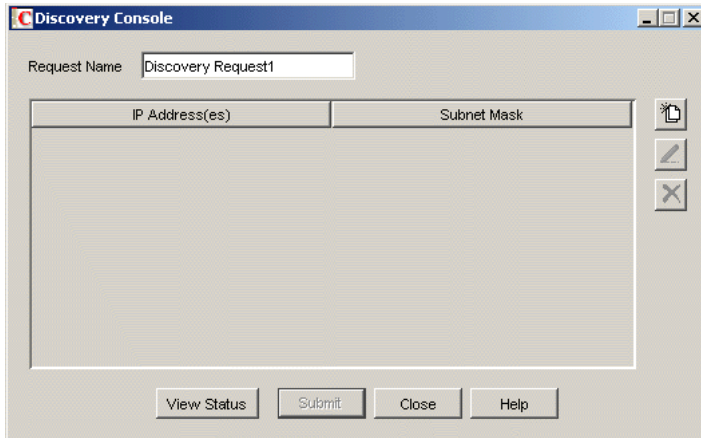 C Discovery Console
Request Name Discovery Request1
IP Address(es) Subnet Mask
View Status Submit Close Help